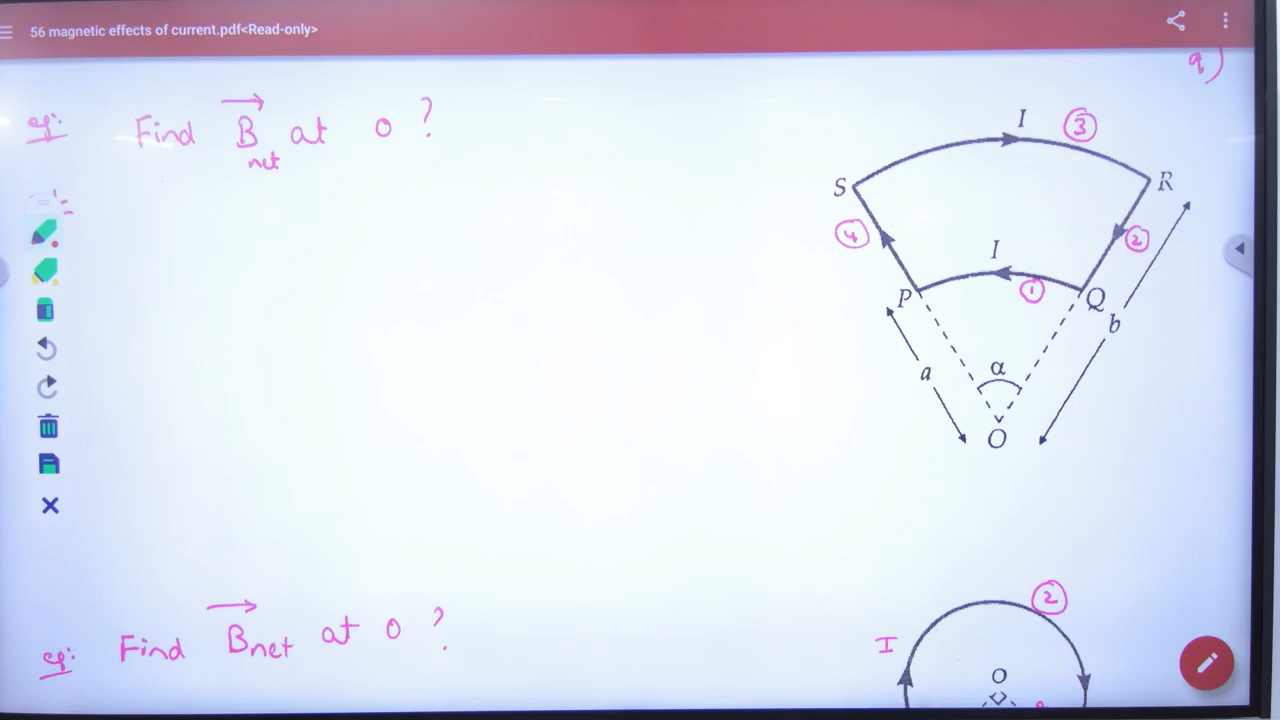 56 magnetic effects of current.pdf<Read-only>
9)
eg: Find B net at O ?
I
3
S
R
4
2
I
P
1
Q
b
a
α
O
eg: Find Bnet at O ?
2
I
O